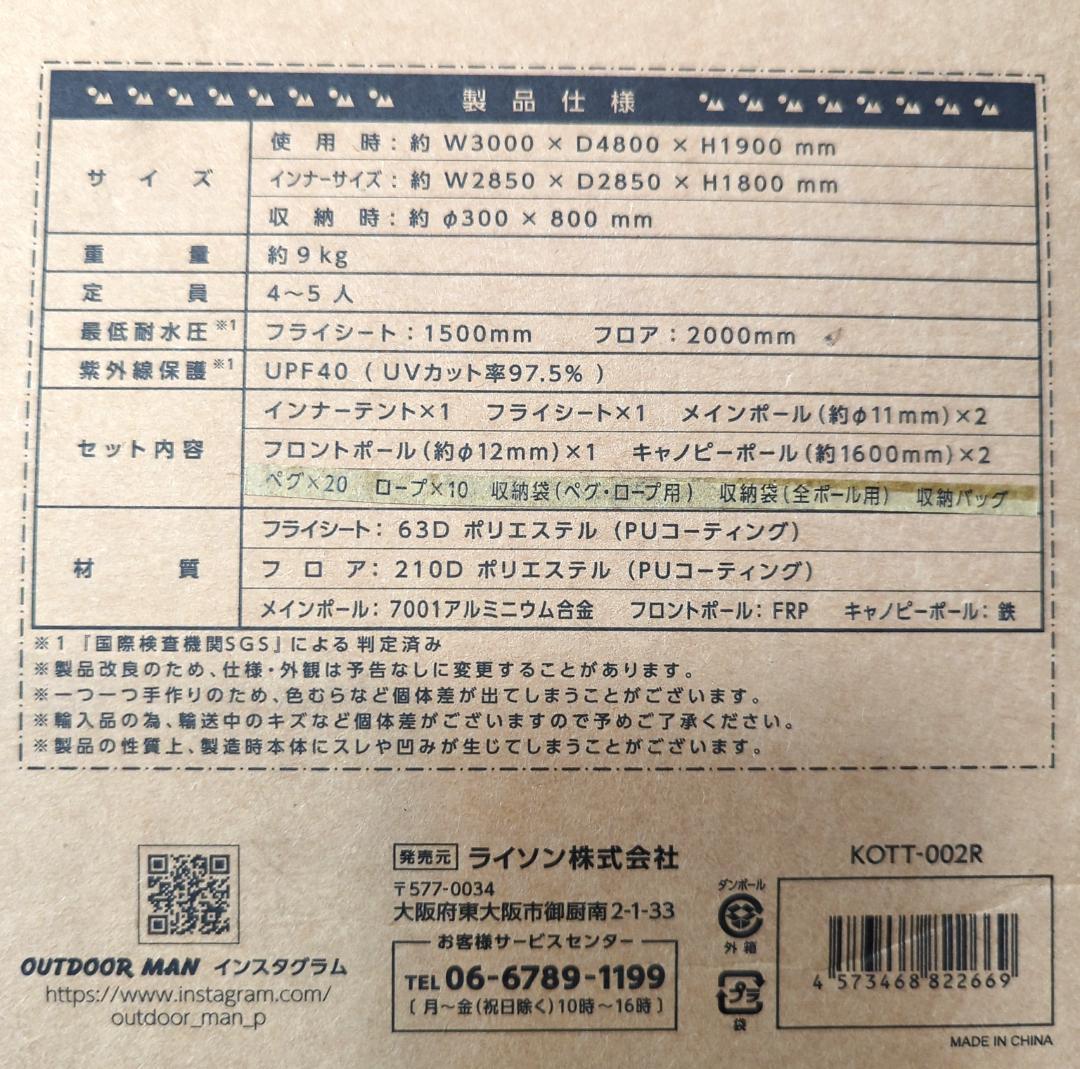 製品仕様
サイズ
使用時：約 W3000 × D4800 × H1900 mm
インナーサイズ：約 W2850 × D2850 × H1800 mm
収納時：約 φ300 × 800 mm
重量 約9kg
定員 4〜5 人
最低耐水圧※1 フライシート：1500mm フロア：2000mm
紫外線保護※1 UPF40 ( UVカット率97.5% )
セット内容
インナーテント×1 フライシート×1 メインポール(約φ11mm)×2
フロントポール(約φ12mm)×1 キャノピーポール(約1600mm)×2
ペグ×20 ロープ×10 収納袋(ペグ・ロープ用) 収納袋(全ポール用) 収納バッグ
材質
フライシート：63D ポリエステル (PUコーティング)
フロア：210D ポリエステル (PUコーティング)
メインポール：7001アルミニウム合金 フロントポール：FRP キャノピーポール：鉄
※1『国際検査機関SGS』による 判定済み
※製品改良のため、仕様・外観は予告なしに変更することがあります。
※一つ一つ手作りのため、色むらなど個体差が出てしまうことがございます。
※輸入品の為、輸送中のキズなど個体差がございますので予めご了承ください。
※製品の性質上、製造時本体にスレや凹みが生じてしまうことがございます。
OUTDOOR MAN インスタグラム
https://www.instagram.com/
outdoor_man_p
発売元 ライソン株式会社
〒577-0034
大阪府東大阪市御厨南2-1-33
お客様サービスセンター
TEL 06-6789-1199
〔 月〜金(祝日除く)10時〜16時 〕
ダンボール
外箱
プラ
袋
KOTT-002R
4 573468 822669
MADE IN CHINA